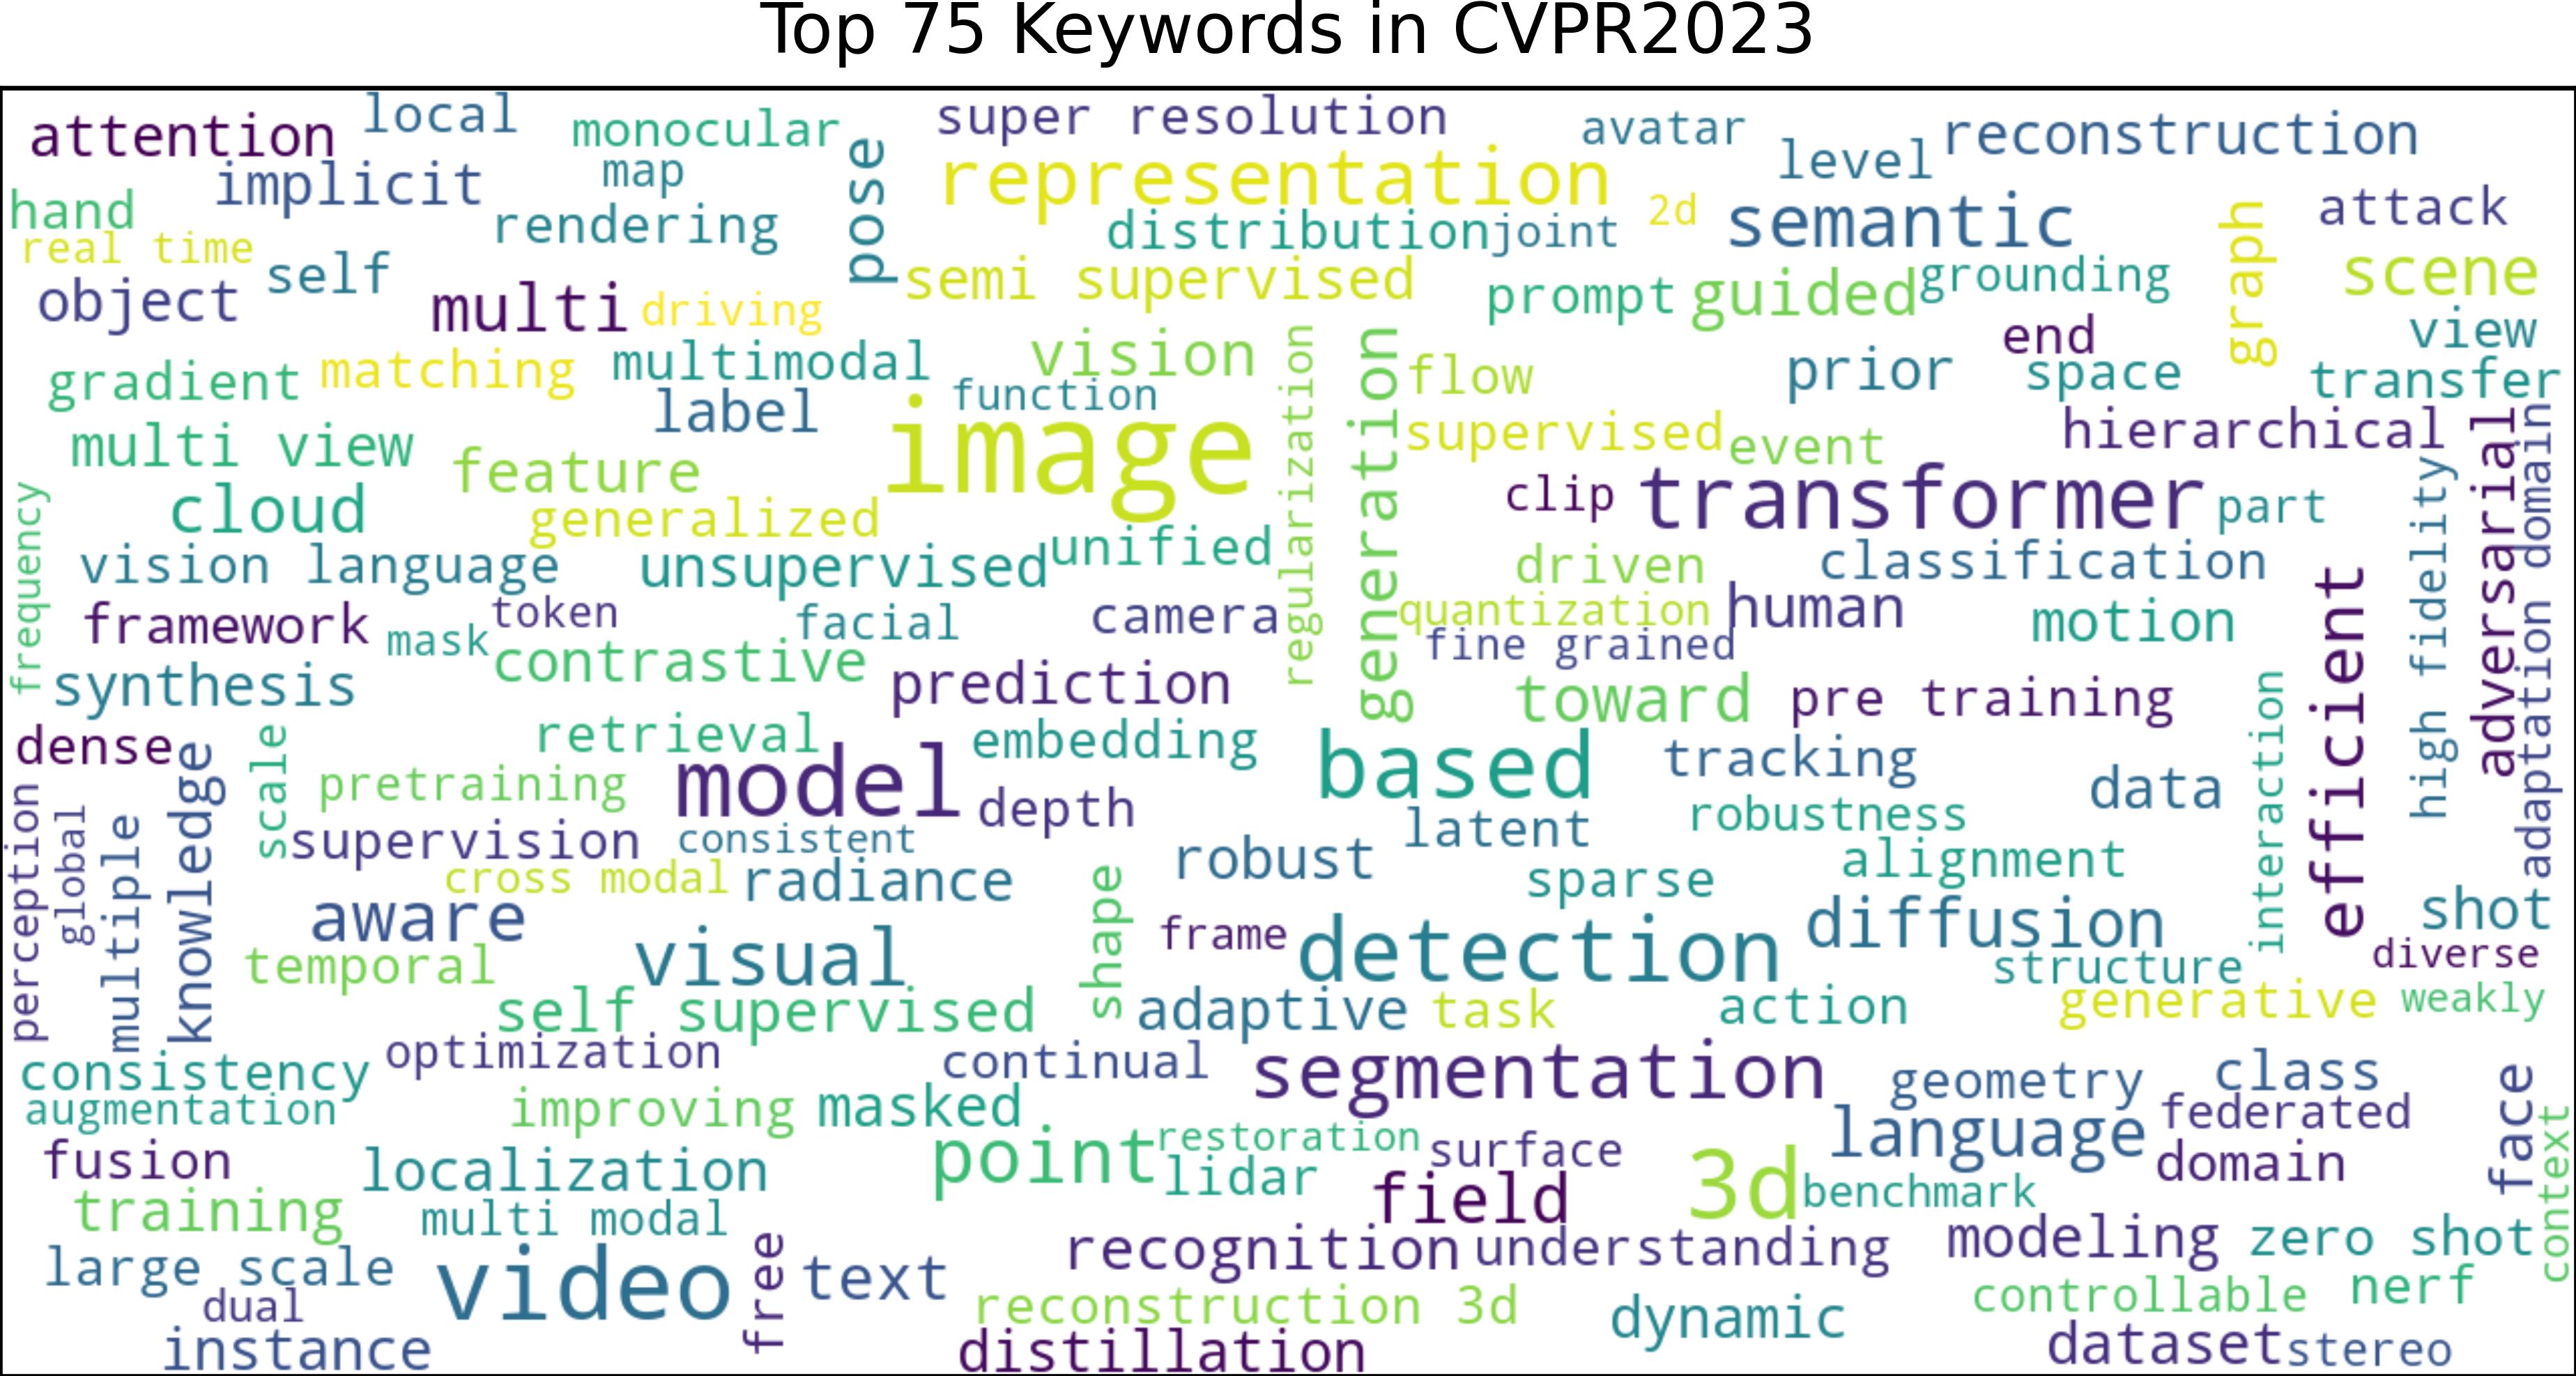 Top 75 Keywords in CVPR2023
attention
local
monocular
super resolution
avatar
reconstruction
implicit
map
pose
representation
level
hand
rendering
distribution
joint
2d
semantic
graph
attack
real time
self
object
multi
driving
semi supervised
prompt
guided
grounding
scene
end
view
gradient
matching
multimodal
vision
regularization
generation
flow
prior
space
transfer
label
function
image
multi view
feature
supervised
event
hierarchical
adversarial
adaptation domain
cloud
generalized
clip
transformer
part
high fidelity
frequency
vision language
unsupervised
unified
driven
classification
efficient
framework
token
mask
facial
camera
quantization
human
motion
fine grained
contrastive
synthesis
prediction
toward
pre training
interaction
dense
knowledge
scale
retrieval
embedding
model
based
tracking
data
pretraining
depth
robustness
perception
global
multiple
supervision
consistent
latent
robust
alignment
cross modal
radiance
shape
sparse
aware
visual
frame
detection
diffusion
shot
diverse
temporal
structure
self supervised
adaptive
task
action
generative
weakly
consistency
optimization
continual
segmentation
geometry
class
face
augmentation
improving
masked
language
federated
context
fusion
localization
point
restoration
lidar
surface
field
3d
domain
benchmark
training
multi modal
free
recognition
understanding
modeling
zero shot
large scale
video
text
reconstruction 3d
controllable
nerf
dual
dynamic
instance
distillation
dataset
stereo